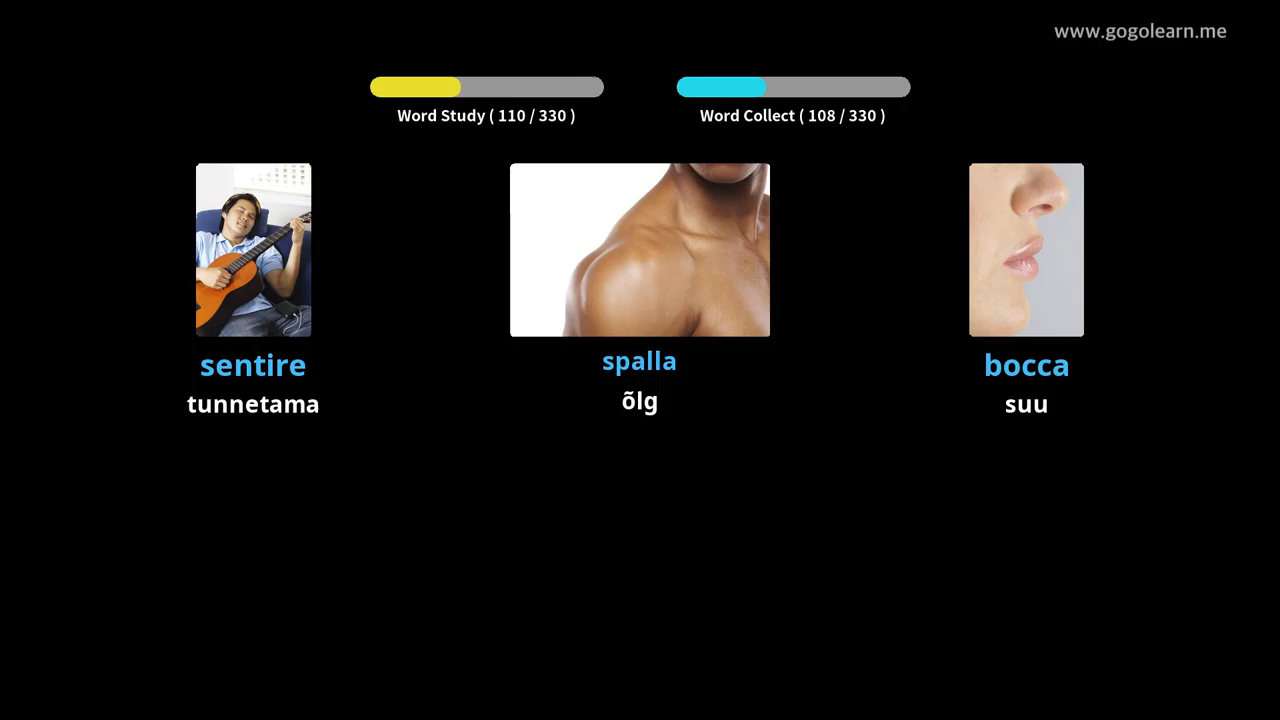 www.gogolearn.me
Word Study ( 110 / 330 )
Word Collect ( 108 / 330 )
sentire
tunnetama
spalla
õlg
bocca
suu